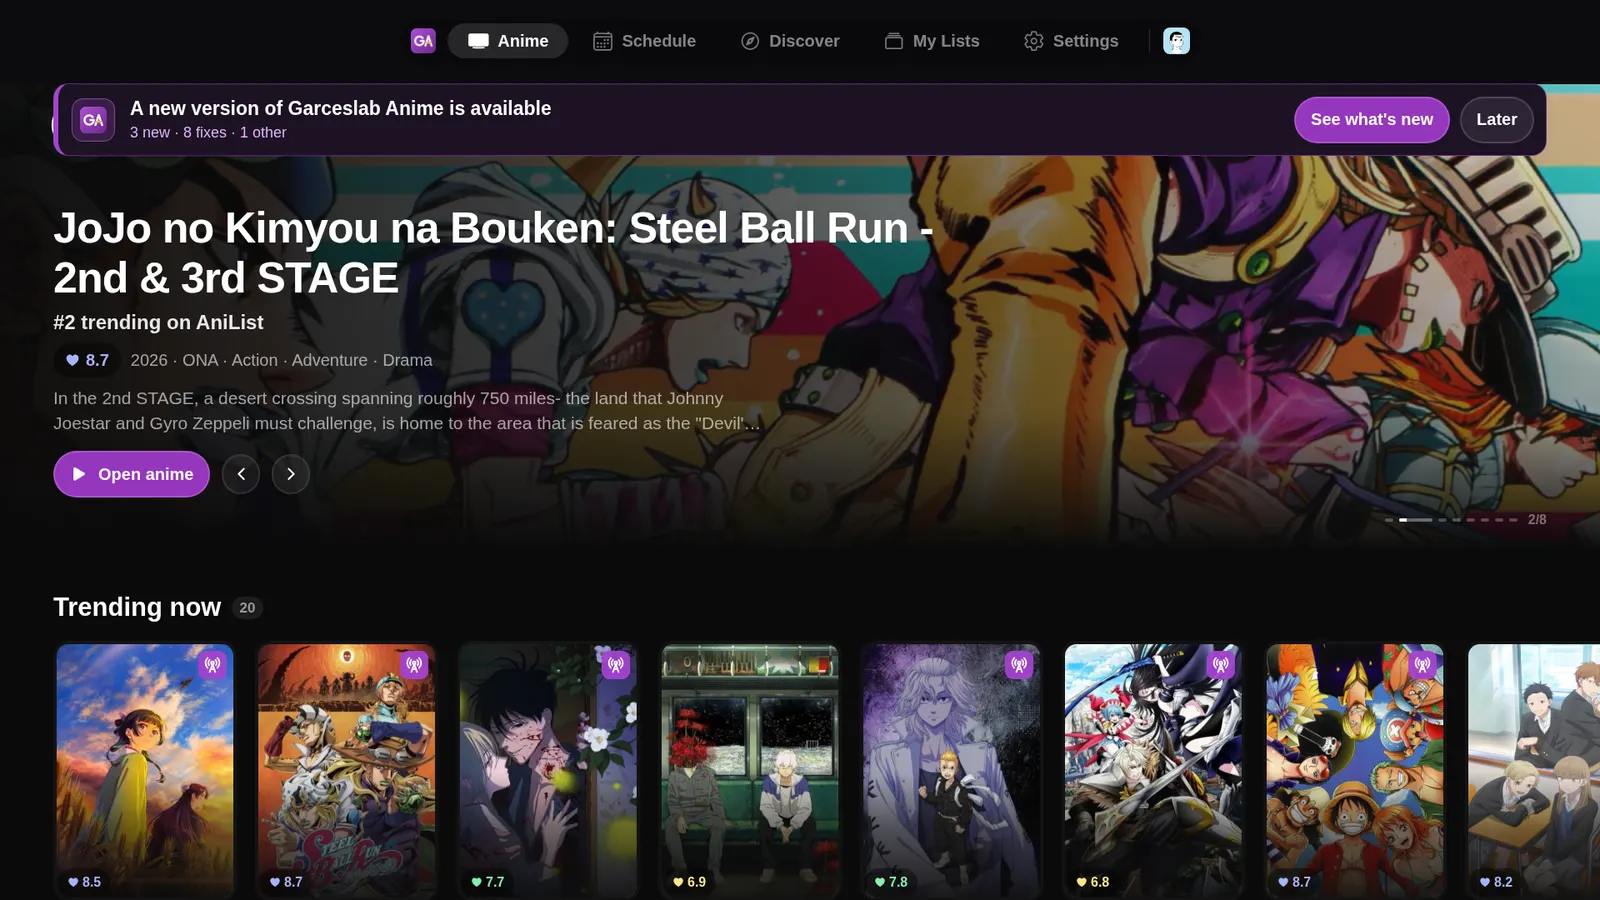 GA
Anime
Schedule
Discover
My Lists
Settings
GA
A new version of Garceslab Anime is available
3 new · 8 fixes · 1 other
See what's new
Later
JoJo no Kimyou na Bouken: Steel Ball Run -
2nd & 3rd STAGE
#2 trending on AniList
8.7
2026 · ONA · Action · Adventure · Drama
In the 2nd STAGE, a desert crossing spanning roughly 750 miles- the land that Johnny
Joestar and Gyro Zeppeli must challenge, is home to the area that is feared as the "Devil'…
Open anime
2/8
Trending now
20
STEEL
BALL RUN
8.5
8.7
7.7
6.9
7.8
6.8
8.7
8.2